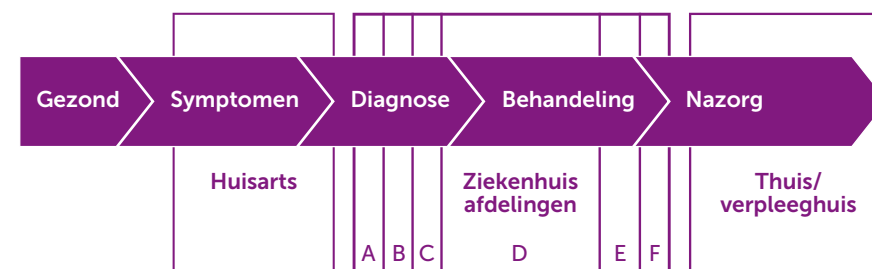 Gezond
Symptomen
Diagnose
Behandeling
Nazorg
Huisarts
Ziekenhuis
afdelingen
Thuis/
verpleeghuis
A
B
C
D
E
F